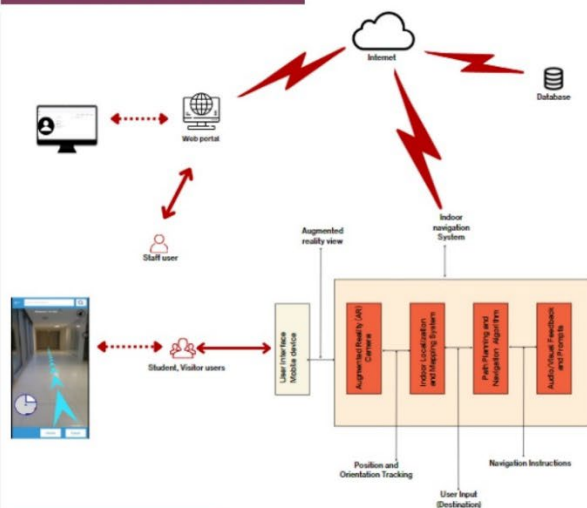 Internet
Database
Web portal
Staff user
Indoor
navigation
System
Augmented
reality view
User Interface
Mobile device
Augmented Reality (AR)
Camera
Indoor Localization
and Mapping System
Path Planning and
Navigation Algorithm
Audio/Visual Feedback
and Prompts
Student, Visitor users
Position and
Orientation Tracking
User Input
(Destination)
Navigation Instructions